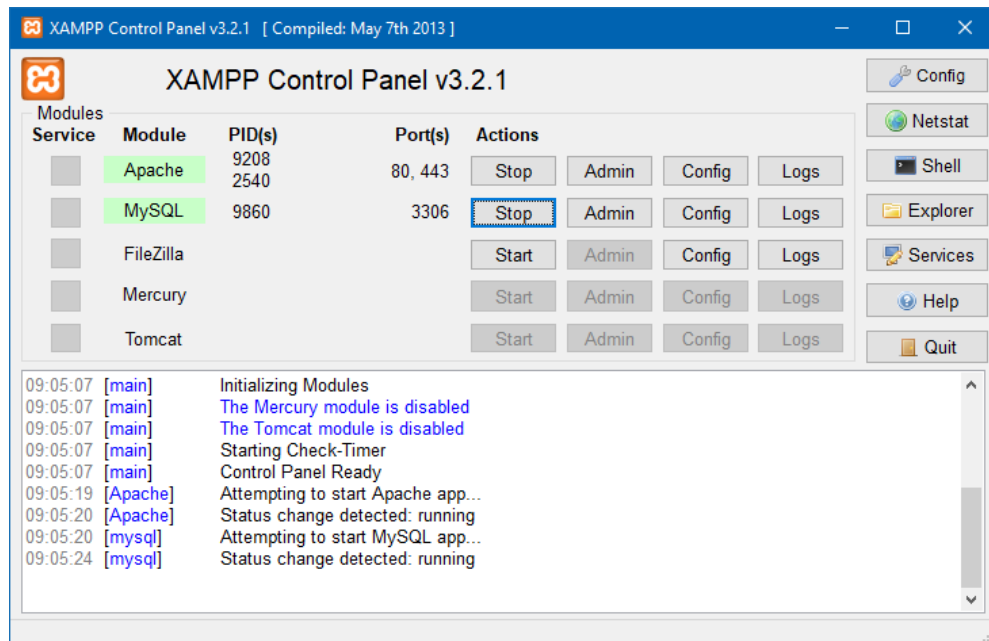 XAMPP Control Panel v3.2.1 [ Compiled: May 7th 2013 ]
XAMPP Control Panel v3.2.1
Config
Modules
Netstat
Service Module PID(s) Port(s) Actions
Apache 9208 2540 80, 443 Stop Admin Config Logs
Shell
MySQL 9860 3306 Stop Admin Config Logs
Explorer
FileZilla Start Admin Config Logs
Services
Mercury Start Admin Config Logs
Help
Tomcat Start Admin Config Logs
Quit
09:05:07 [main] Initializing Modules
09:05:07 [main] The Mercury module is disabled
09:05:07 [main] The Tomcat module is disabled
09:05:07 [main] Starting Check-Timer
09:05:07 [main] Control Panel Ready
09:05:19 [Apache] Attempting to start Apache app...
09:05:20 [Apache] Status change detected: running
09:05:20 [mysql] Attempting to start MySQL app...
09:05:24 [mysql] Status change detected: running